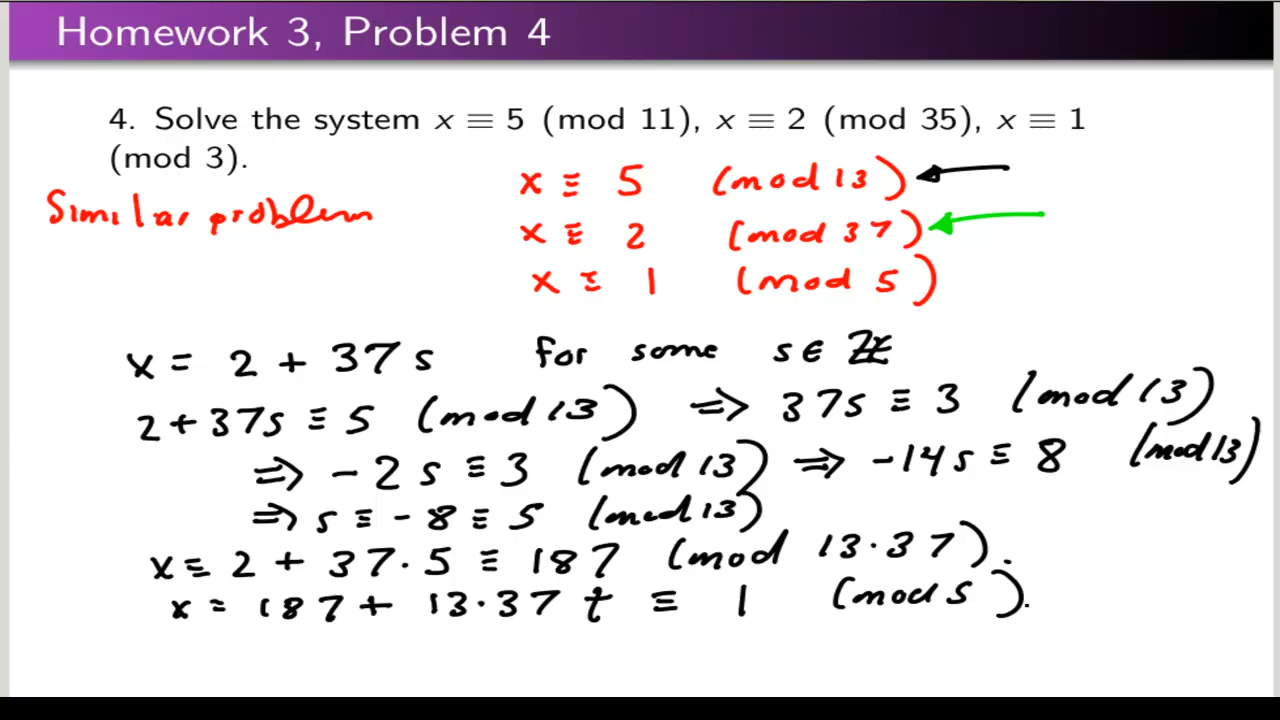 Homework 3, Problem 4
4. Solve the system x ≡ 5 (mod 11), x ≡ 2 (mod 35), x ≡ 1
(mod 3).
Similar problem
x ≡ 5 (mod 13)
x ≡ 2 (mod 37)
x ≡ 1 (mod 5)
x = 2 + 37s for some s ∈ ℤ
2 + 37s ≡ 5 (mod 13) ⇒ 37s ≡ 3 (mod 13)
⇒ -2s ≡ 3 (mod 13) ⇒ -14s ≡ 8 (mod 13)
⇒ s ≡ -8 ≡ 5 (mod 13)
x ≡ 2 + 37·5 ≡ 187 (mod 13·37).
x = 187 + 13·37 t ≡ 1 (mod 5).